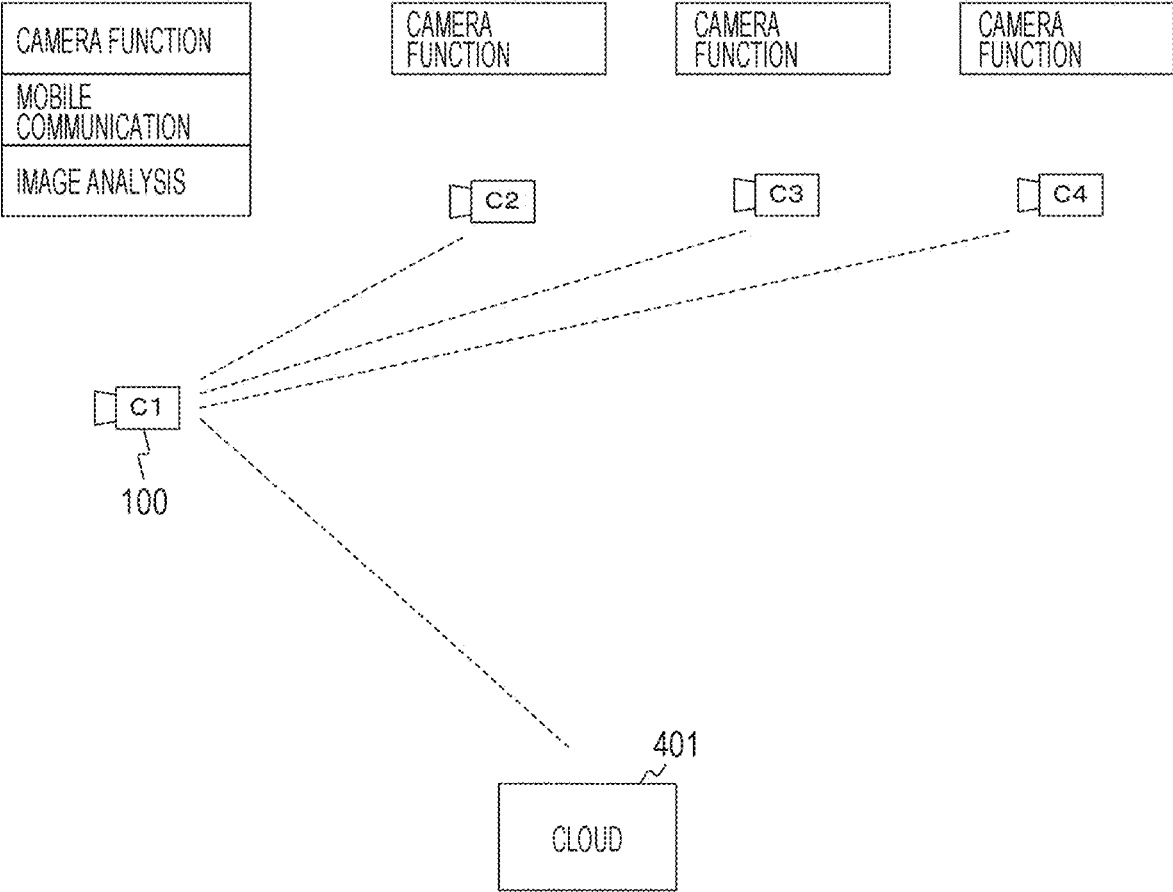 CAMERA FUNCTION
MOBILE
COMMUNICATION
IMAGE ANALYSIS
CAMERA
FUNCTION
CAMERA
FUNCTION
CAMERA
FUNCTION
C2
C3
C4
C1
100
401
CLOUD